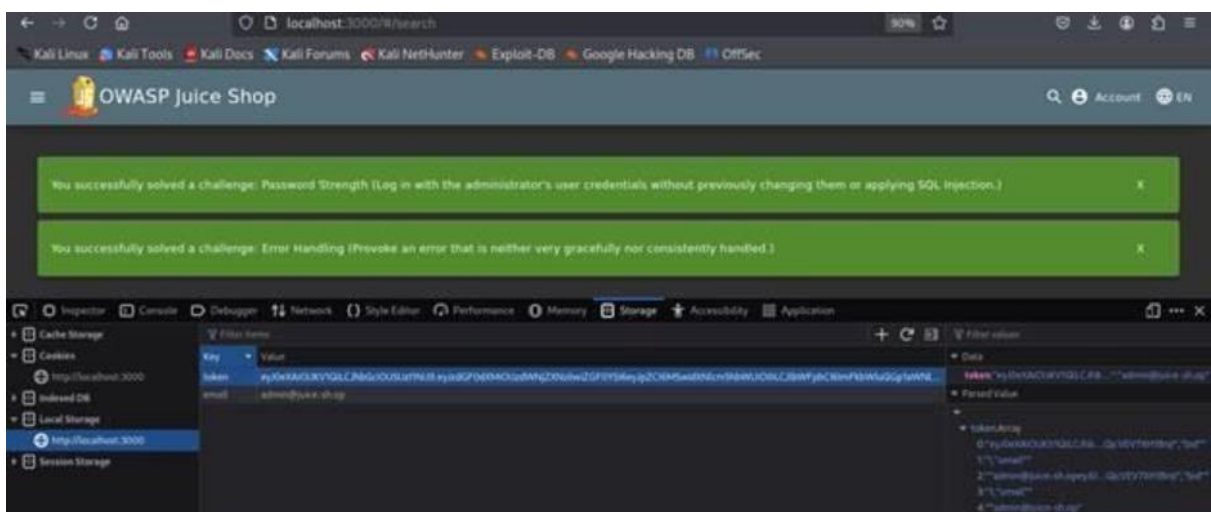 localhost:3000/#/search
90%
Kali Linux Kali Tools Kali Docs Kali Forums Kali NetHunter Exploit-DB Google Hacking DB OffSec
OWASP Juice Shop
Account EN
You successfully solved a challenge: Password Strength (Log in with the administrator's user credentials without previously changing them or applying SQL Injection.) X
You successfully solved a challenge: Error Handling (Provoke an error that is neither very gracefully nor consistently handled.) X
Inspector Console Debugger Network Style Editor Performance Memory Storage Accessibility Application
Cache Storage
Filter Items
Filter values
Cookies
Key Value
Data
http://localhost:3000
token
Indexed DB
email admin@juice-sh.op
Parsed Value
Local Storage
token:Array
http://localhost:3000
Session Storage